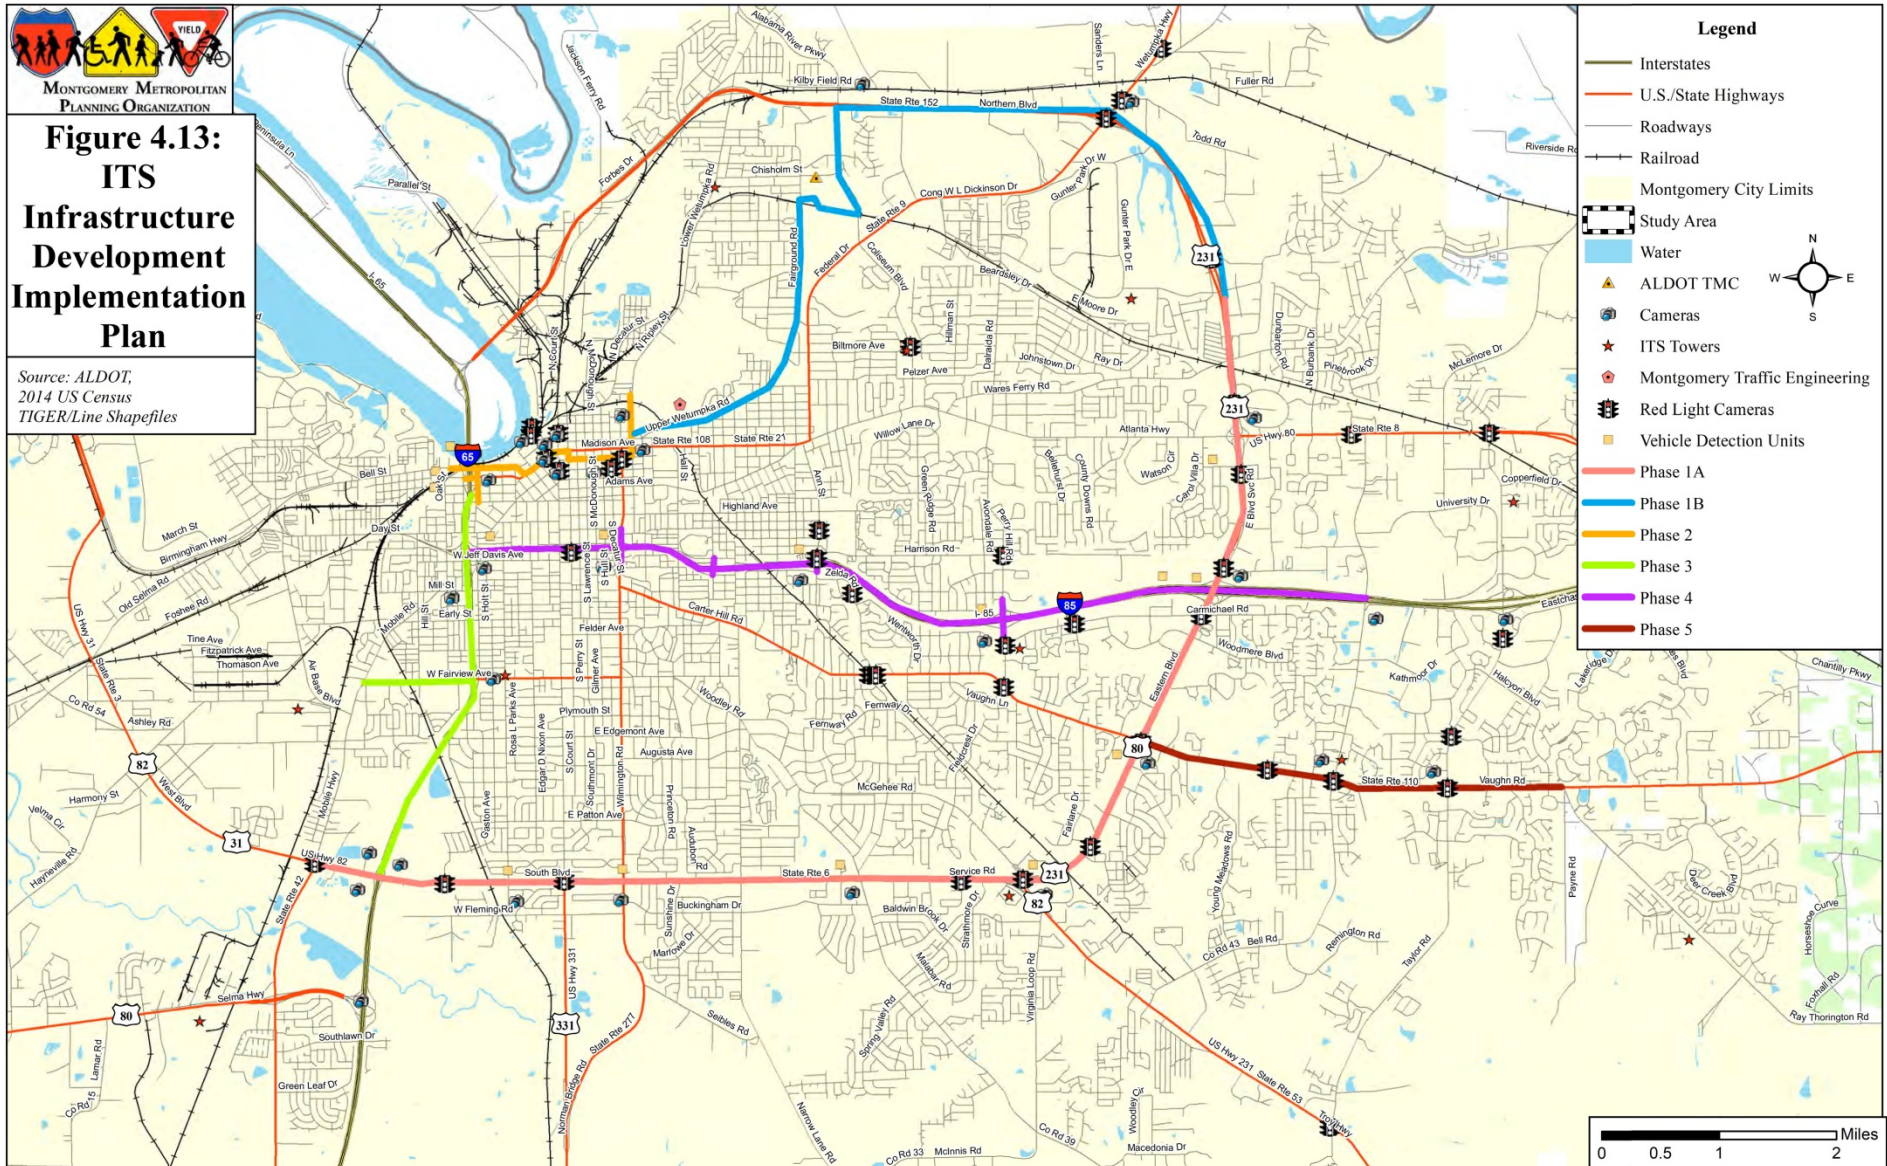 YIELD
MONTGOMERY METROPOLITAN
PLANNING ORGANIZATION
Figure 4.13:
ITS
Infrastructure
Development
Implementation
Plan
Source: ALDOT,
2014 US Census
TIGER/Line Shapefiles
Legend
Interstates
U.S./State Highways
Roadways
Railroad
Montgomery City Limits
Study Area
Water
ALDOT TMC
Cameras
ITS Towers
Montgomery Traffic Engineering
Red Light Cameras
Vehicle Detection Units
Phase 1A
Phase 1B
Phase 2
Phase 3
Phase 4
Phase 5
N
W
E
S
Alabama River Pkwy
Sanders Ln
Wetumpka Hwy
Jackson Ferry Rd
Kilby Field Rd
Fuller Rd
State Rte 152
Northern Blvd
Todd Rd
Riverside Rd
Peninsula Ln
Parallel St
Forbes Dr
Chisholm St
Lower Wetumpka Rd
Cong W L Dickinson Dr
Gunter Park Dr W
Gunter Park Dr E
State Rte 9
Fairground Rd
Federal Dr
Coliseum Blvd
231
I-65
Beardsley Dr
E Moore Dr
N Court St
N Decatur St
N Ripley St
N McDonough St
Biltmore Ave
Hillman St
Dalraida Rd
Johnstown Dr
Ray Dr
Dunbarton Rd
N Burbank Dr
Pinebrook Dr
McLemore Dr
Pelzer Ave
Wares Ferry Rd
231
Upper Wetumpka Rd
Madison Ave
State Rte 108
State Rte 21
Willow Lane Dr
Atlanta Hwy
US Hwy 80
State Rte 8
65
Bell St
Oak St
Adams Ave
Hall St
Ann St
Green Ridge Rd
Bellehurst Dr
County Downs Rd
Watson Cir
Carol Villa Dr
E Blvd Svc Rd
Copperfield Dr
University Dr
March St
Birmingham Hwy
Day St
S McDonough St
Highland Ave
Avondale Rd
Perry Hill Rd
W Jeff Davis Ave
S Lawrence St
S Hull St
S Decatur St
Harrison Rd
Zelda Rd
Old Selma Rd
Foshee Rd
Mill St
Early St
Hill St
S Holt St
Mobile Rd
US Hwy 31
State Rte 3
Carter Hill Rd
I- 85
85
Carmichael Rd
Felder Ave
Wentworth Dr
Woodmere Blvd
Tine Ave
Fitzpatrick Ave
Thomason Ave
Air Base Blvd
W Fairview Ave
S Perry St
Gilmer Ave
Woodley Rd
Vaughn Ln
Eastern Blvd
Kathmoor Dr
Halcyon Blvd
Chantilly Pkwy
Co Rd 54
Ashley Rd
Rosa L Parks Ave
Plymouth St
Fernway Rd
Fernway Dr
E Edgemont Ave
Augusta Ave
Edgar D Nixon Ave
S Court St
Southmont Dr
Wilmington Rd
Fieldcrest Dr
80
82
West Blvd
Harmony St
Velma Cir
Hayneville Rd
Mobile Hwy
Gaston Ave
E Patton Ave
Princeton Rd
Audubon Rd
McGehee Rd
Fairlane Dr
State Rte 110
Vaughn Rd
31
US Hwy 82
State Rte 42
South Blvd
State Rte 6
Service Rd
231
82
Young Meadows Rd
Payne Rd
Deer Creek Blvd
Horseshoe Curve
W Fleming Rd
Sunshine Dr
Buckingham Dr
Baldwin Brook Dr
Strathmore Dr
Marlowe Dr
Malabar Rd
Co Rd 43
Bell Rd
Remington Rd
Taylor Rd
Foxhall Rd
Ray Thorington Rd
Selma Hwy
80
Southlawn Dr
US Hwy 331
331
State Rte 277
Seibles Rd
Spring Valley Rd
Virginia Loop Rd
US Hwy 231
State Rte 53
Lamar Rd
Co Rd 15
Green Leaf Dr
Norman Bridge Rd
Narrow Lane Rd
Co Rd 33
McInnis Rd
Co Rd 39
Woodley Cir
Macedonia Dr
Troy Hwy
Miles
0
0.5
1
2